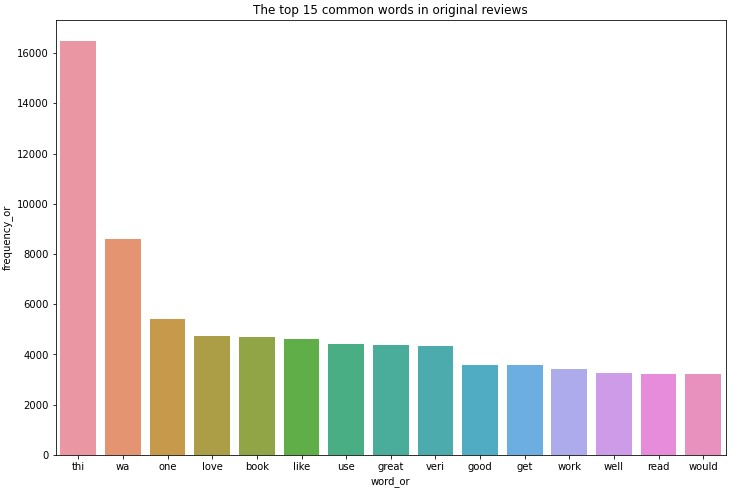 The top 15 common words in original reviews
frequency_or
16000
14000
12000
10000
8000
6000
4000
2000
0
thi wa one love book like use great veri good get work well read would
word_or